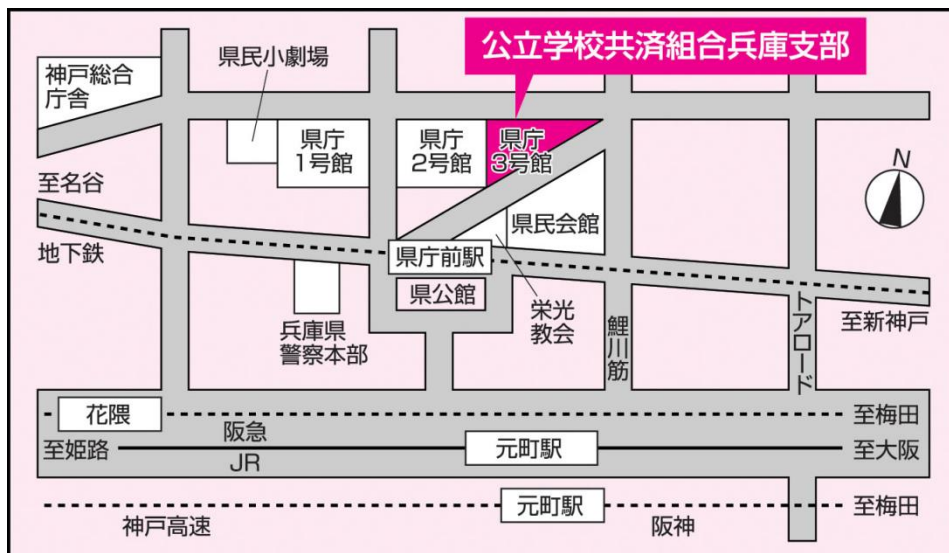 公立学校共済組合兵庫支部
県民小劇場
神戸総合
庁舎
県庁
1号館
県庁
2号館
県庁
3号館
N
至名谷
県民会館
地下鉄
県庁前駅
県公館
栄光
教会
兵庫県
警察本部
鯉川筋
トアロード
至新神戸
花隈
至梅田
阪急
至姫路
元町駅
至大阪
JR
元町駅
至梅田
神戸高速
阪神